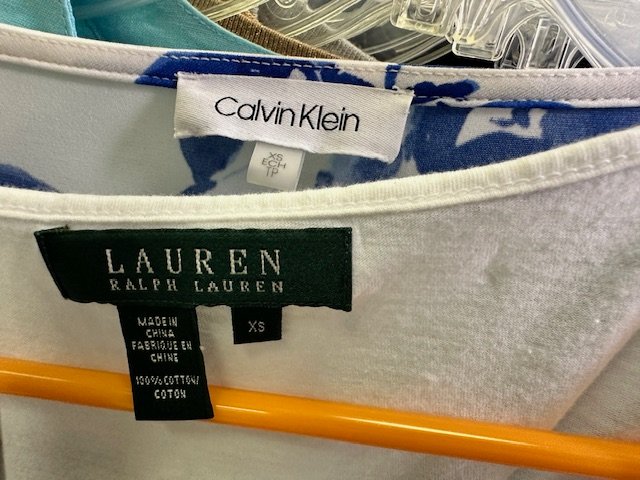 Calvin Klein
XS
ECH
TP
LAUREN
RALPH LAUREN
XS
MADE IN
CHINA
FABRIQUE EN
CHINE
100% COTTON/
COTON